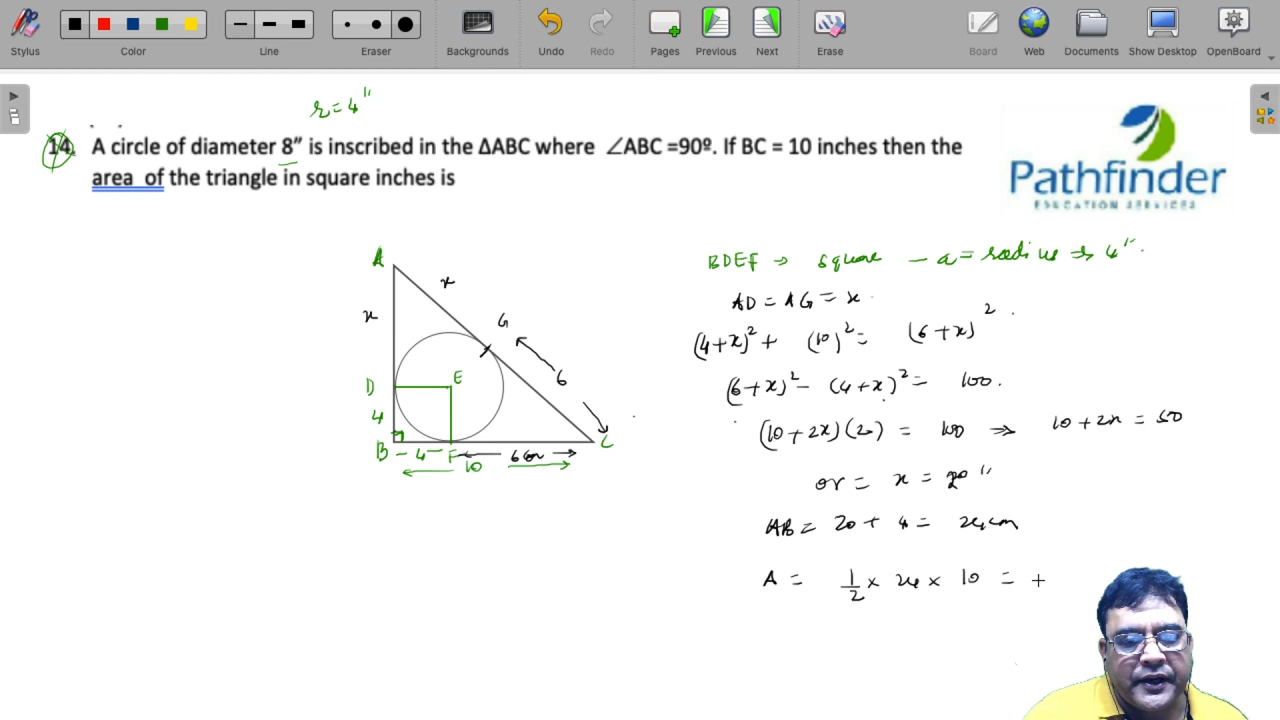 Stylus
Color
Line
Eraser
Backgrounds
Undo
Redo
Pages
Previous
Next
Erase
Board
Web
Documents
Show Desktop
OpenBoard
r = 4"
14. A circle of diameter 8” is inscribed in the ΔABC where ∠ABC =90º. If BC = 10 inches then the
area of the triangle in square inches is
Pathfinder
EDUCATION SERVICES
A
x
x
G
6
D
E
4
B
4
F
6cm
C
10
BDEF → square - a = radius → 4"
AD = AG = x
(4+x)² + (10)² = (6+x)²
(6+x)² - (4+x)² = 100.
(10+2x)(2) = 100 ⇒ 10+2x = 50
or = x = 20"
AB = 20 + 4 = 24cm
A = 1/2 × 24 × 10 =